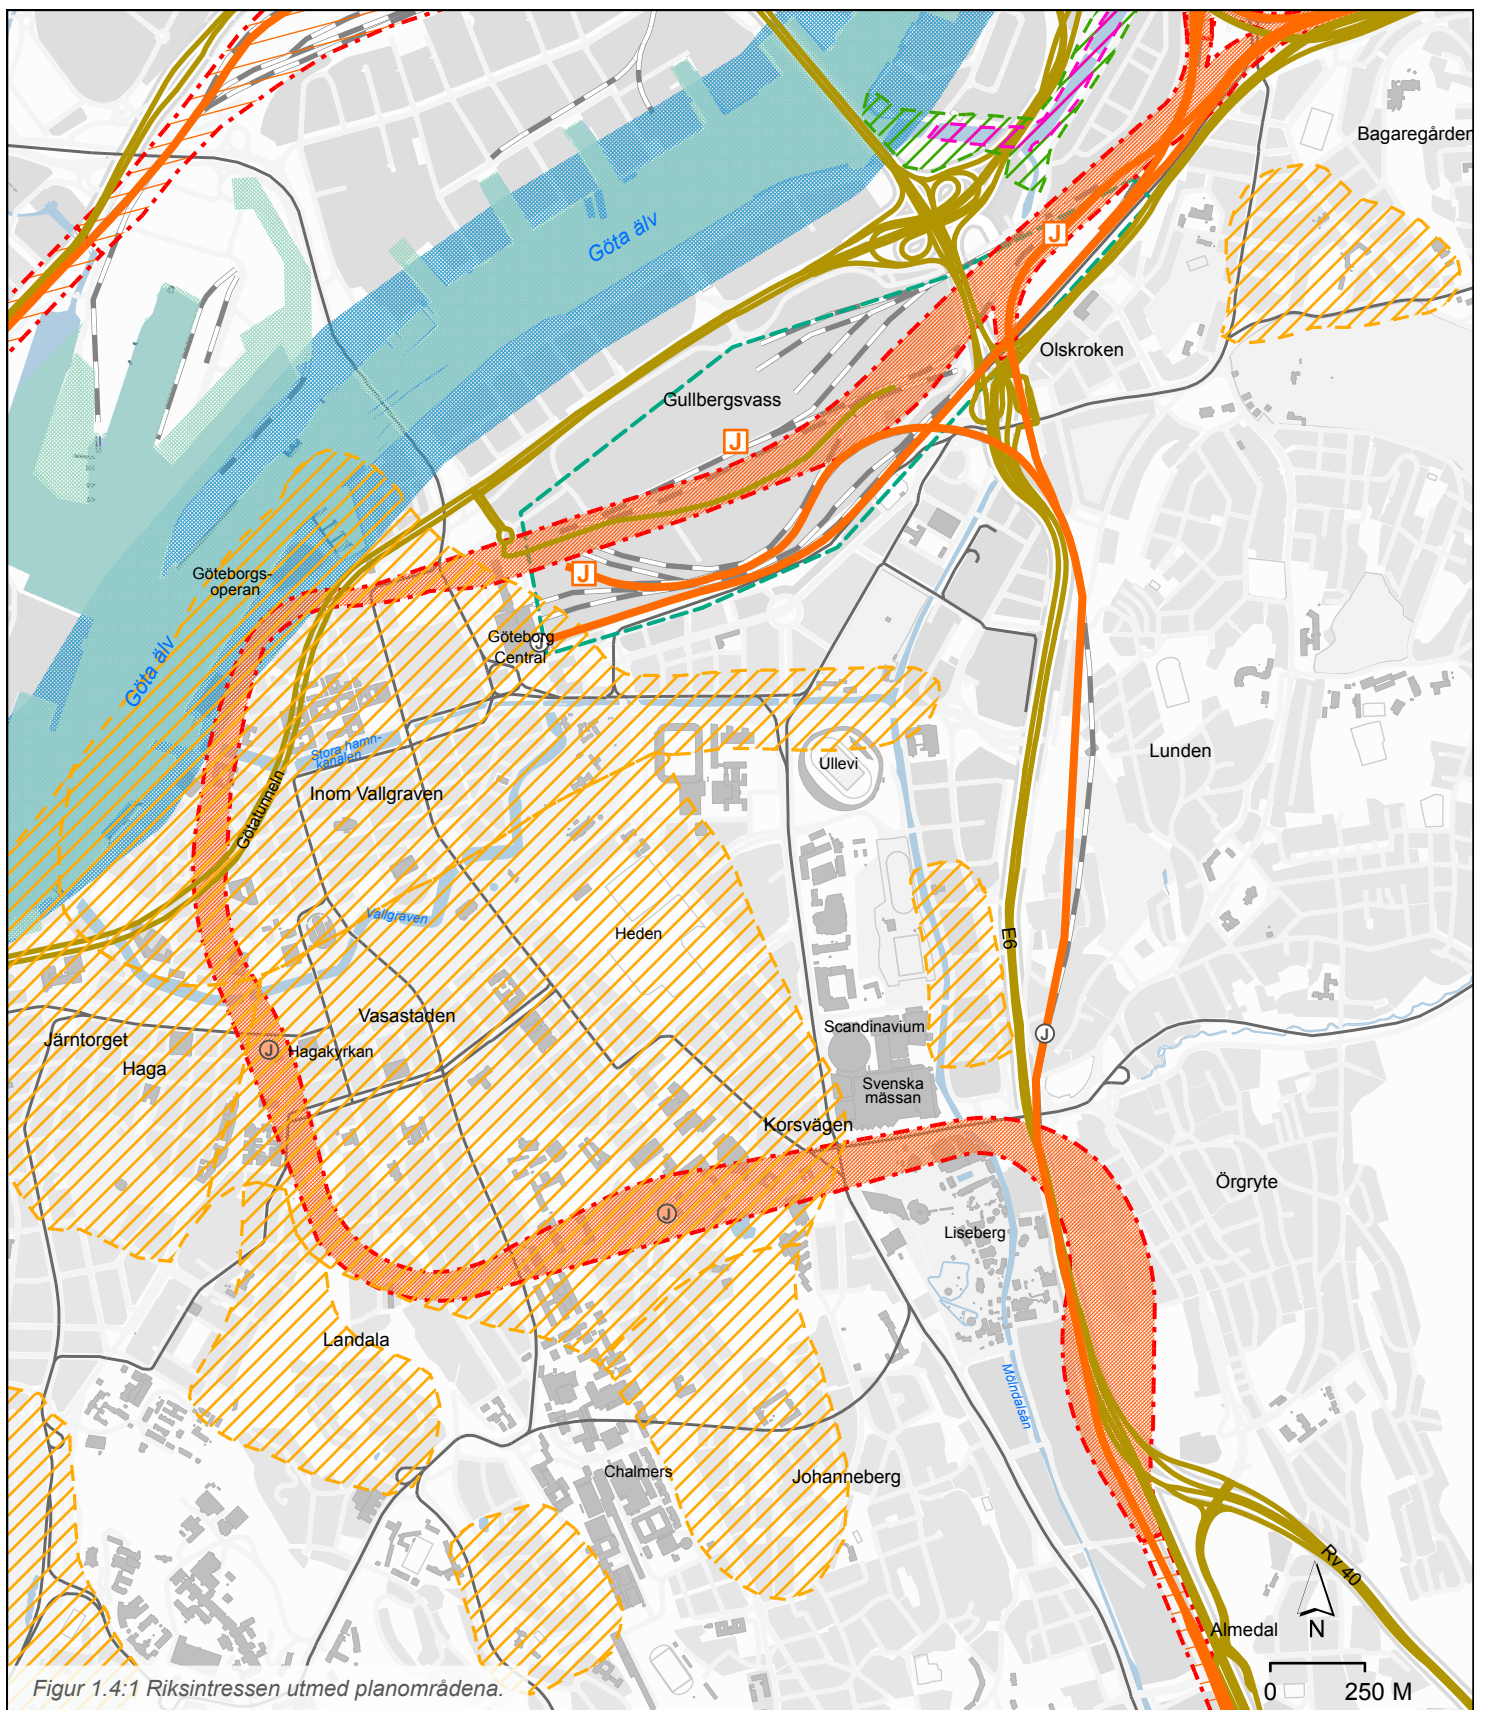 Bagaregården
Göta älv
J
Olskroken
Gullbergsvass
J
Göteborgs-
operan
J
Göteborg
J
Central
Göta älv
Stora hamn-
kanalen
Ullevi
Lunden
Inom Vallgraven
Götatunneln
Vallgraven
Heden
E6
Vasastaden
Scandinavium
J
Järntorget
J
Hagakyrkan
Haga
Svenska
mässan
Korsvägen
Örgryte
J
Liseberg
Landala
Mölndalsån
Chalmers
Johanneberg
Rv 40
Almedal
N
0 250 M
Figur 1.4:1 Riksintressen utmed planområdena.